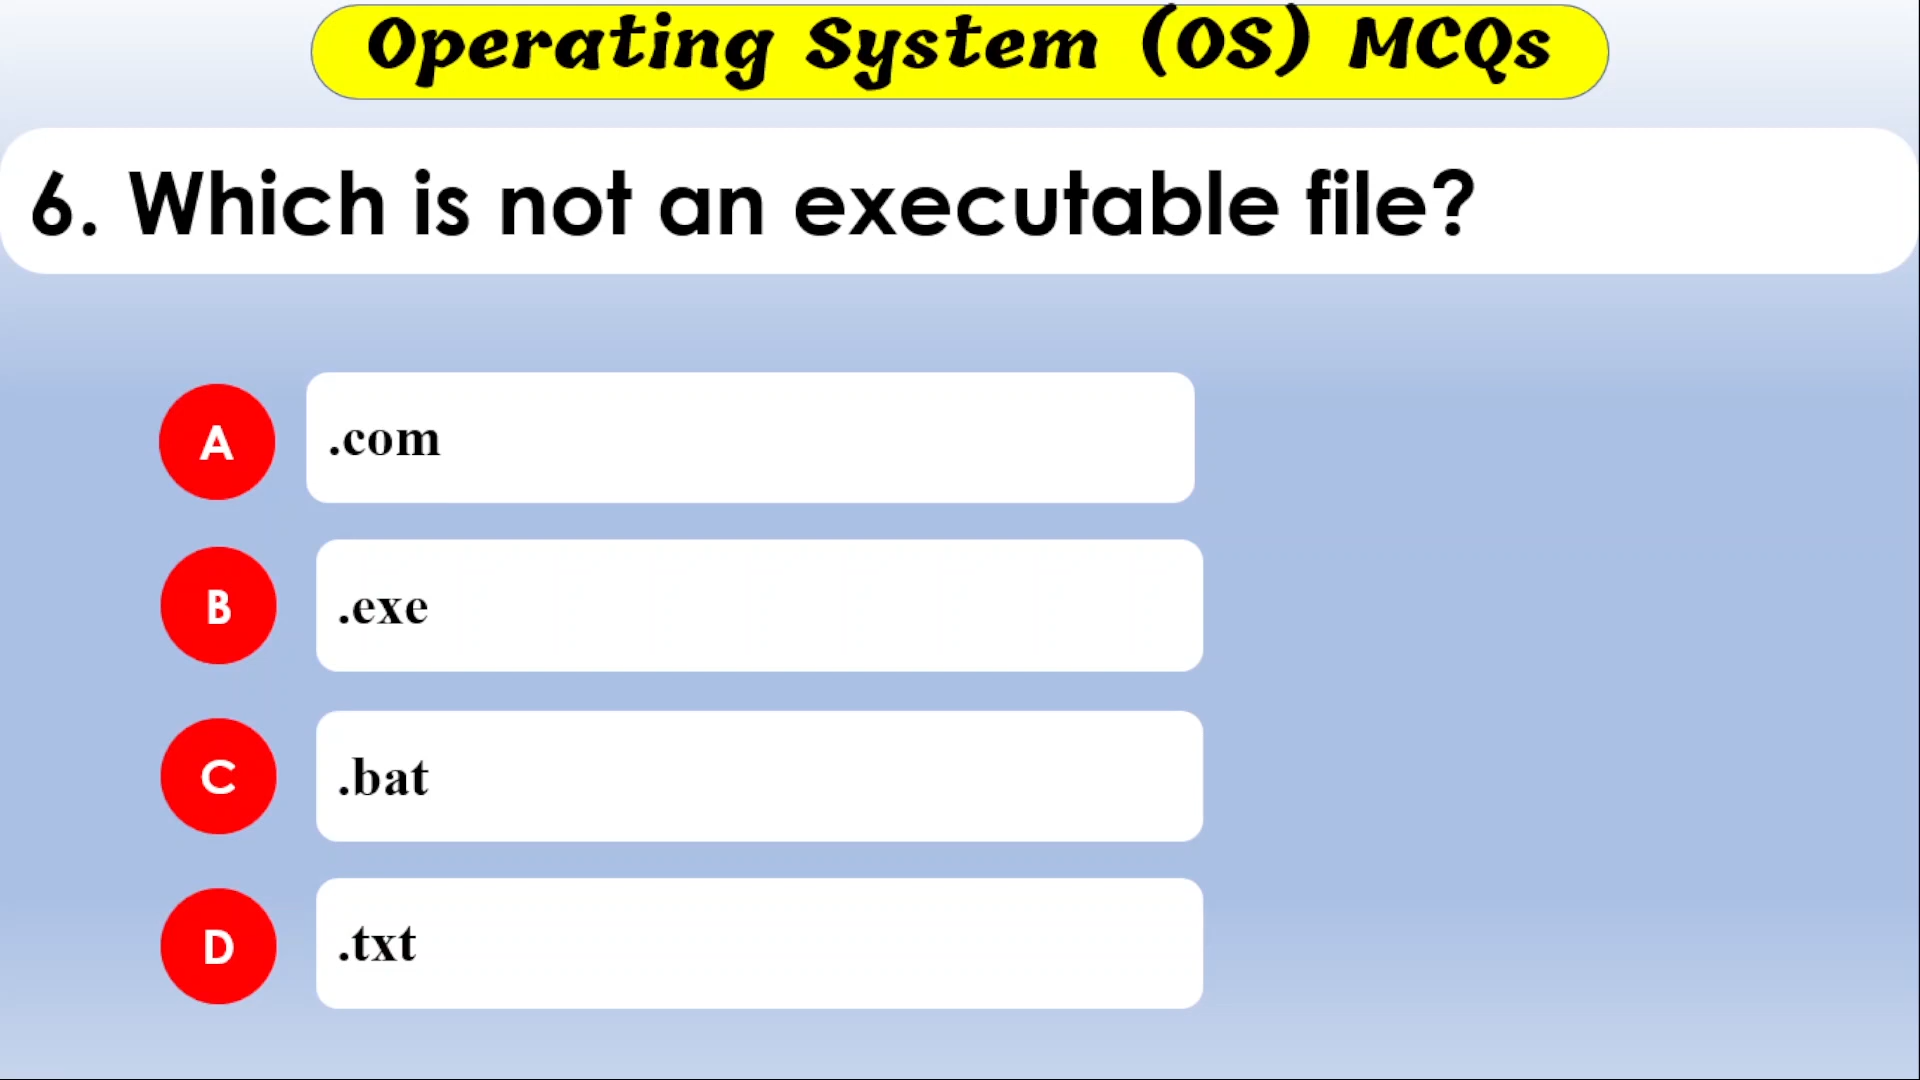 Operating System (OS) MCQs
6. Which is not an executable file?
A .com
B .exe
C .bat
D .txt